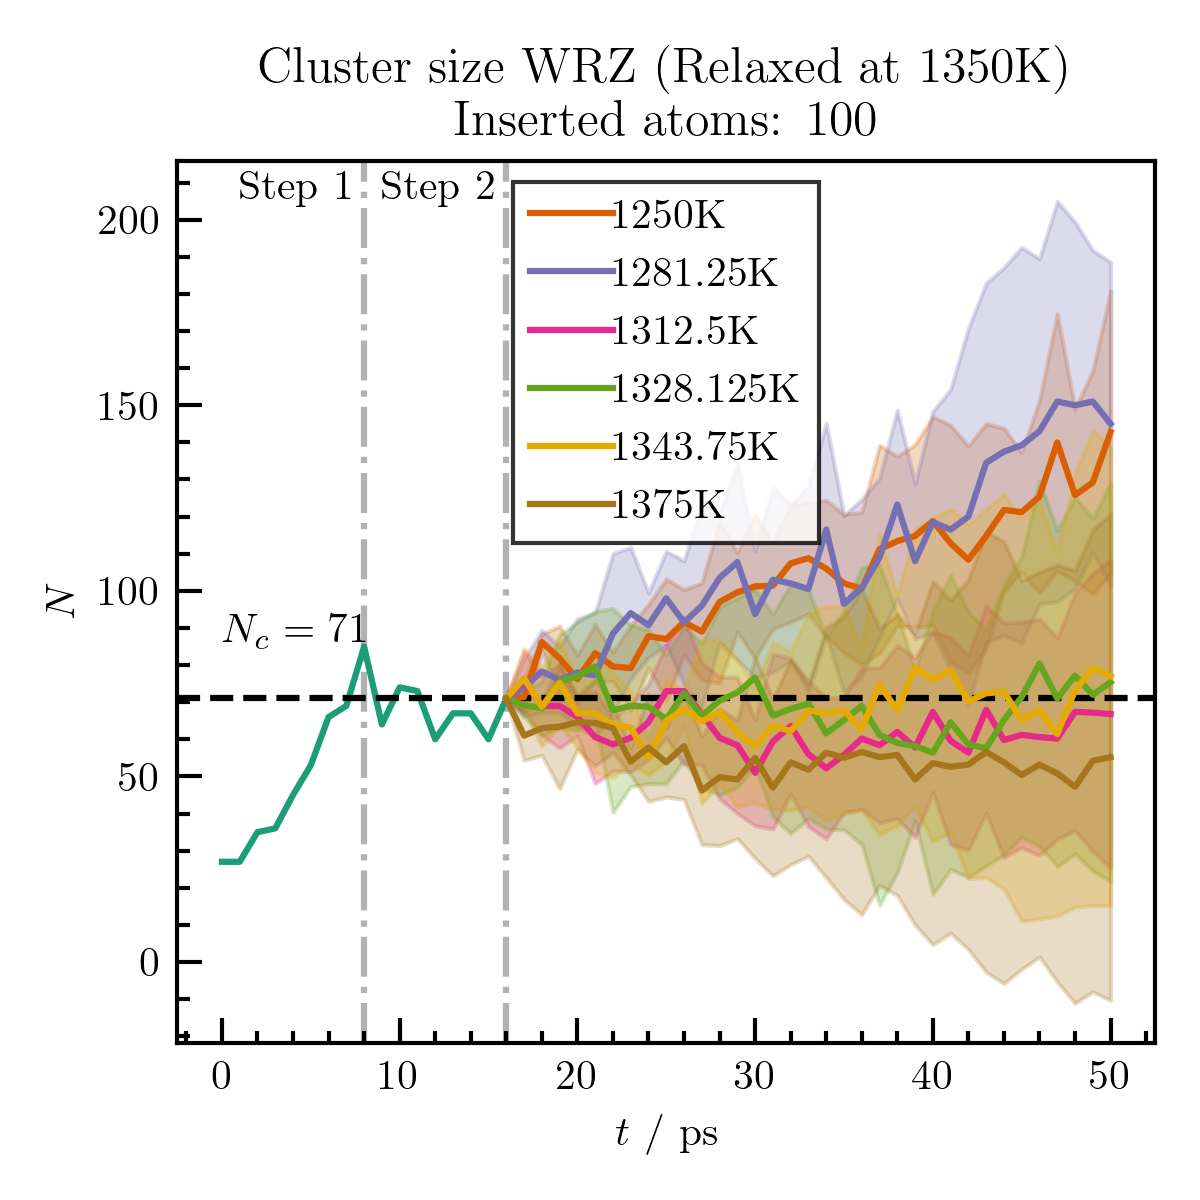 Cluster size WRZ (Relaxed at 1350K)
Inserted atoms: 100
Step 1
Step 2
1250K
1281.25K
1312.5K
1328.125K
1343.75K
1375K
N_c = 71
N
200
150
100
50
0
0 10 20 30 40 50
t / ps